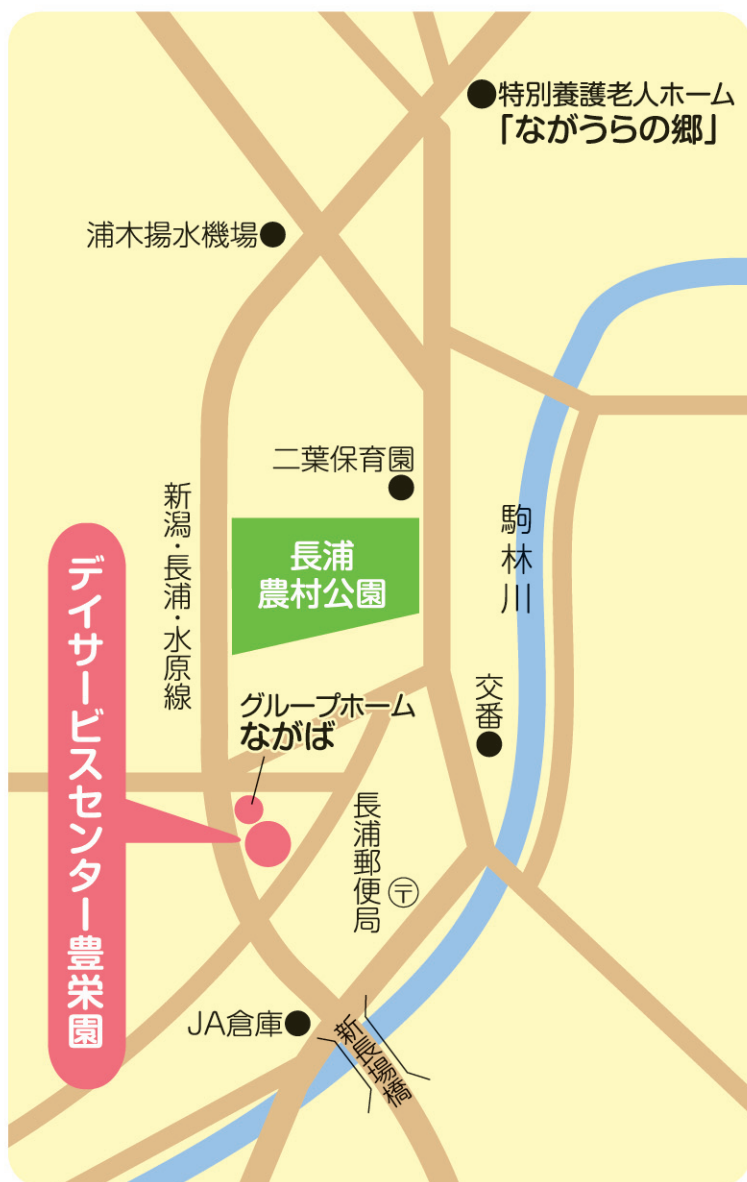 特別養護老人ホーム
「ながうらの郷」
浦木揚水機場
二葉保育園
新潟・長浦・水原線
長浦
農村公園
駒林川
デイサービスセンター豊栄園
グループホーム
ながば
交番
長浦郵便局
〒
JA倉庫
新長場橋